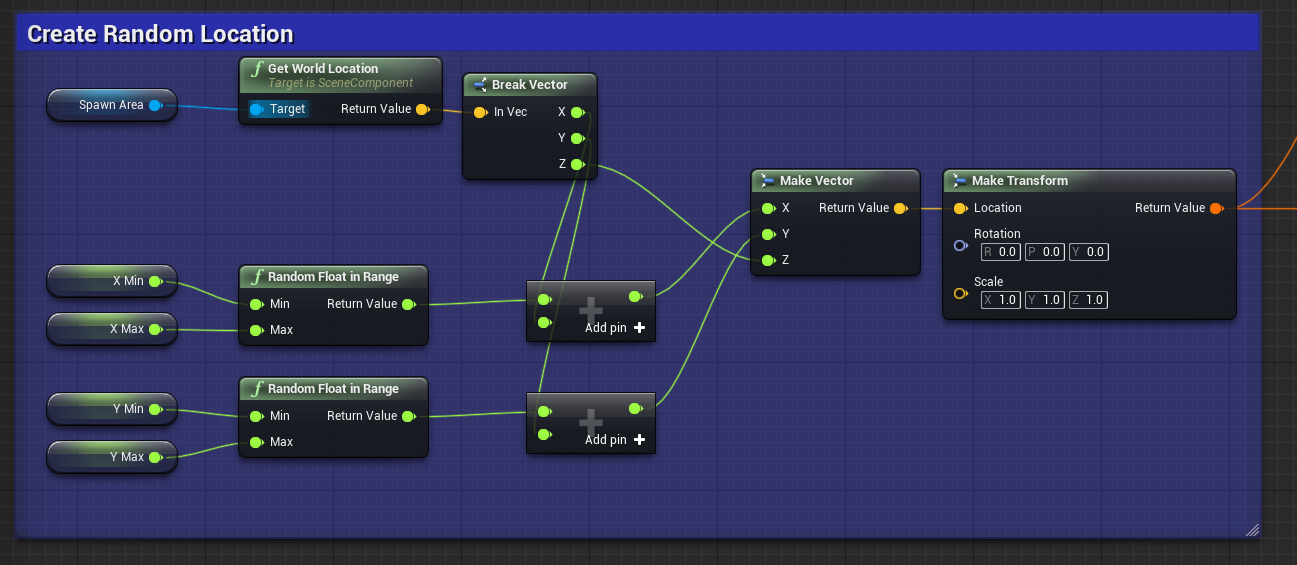 Create Random Location
Get World Location
Target is SceneComponent
Spawn Area
Target
Return Value
Break Vector
In Vec
X
Y
Z
Make Vector
X
Return Value
Y
Z
Make Transform
Location
Return Value
Rotation
R 0.0 P 0.0 Y 0.0
Scale
X 1.0 Y 1.0 Z 1.0
X Min
X Max
Random Float in Range
Min
Return Value
Max
Add pin
Y Min
Y Max
Random Float in Range
Min
Return Value
Max
Add pin